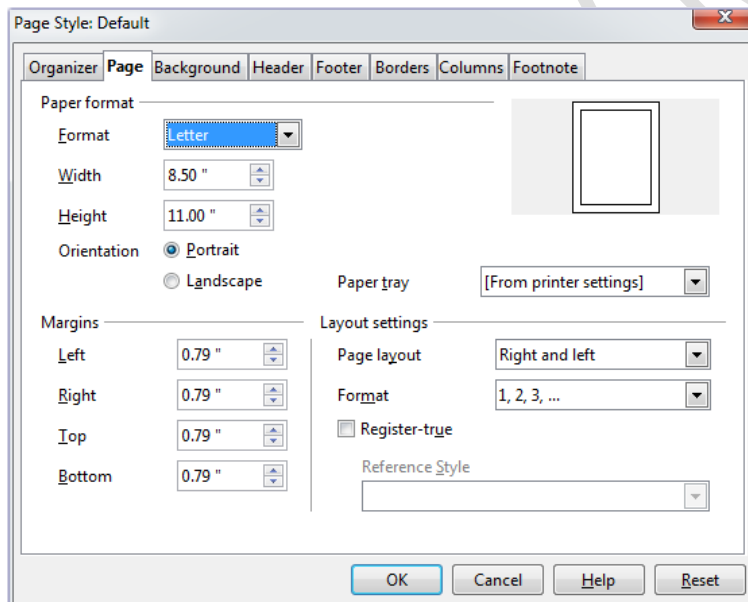 Page Style: Default
X
Organizer Page Background Header Footer Borders Columns Footnote
Paper format
Format Letter
Width 8.50 "
Height 11.00 "
Orientation Portrait
Landscape Paper tray [From printer settings]
Margins Layout settings
Left 0.79 " Page layout Right and left
Right 0.79 " Format 1, 2, 3, ...
Top 0.79 " Register-true
Bottom 0.79 " Reference Style
OK Cancel Help Reset